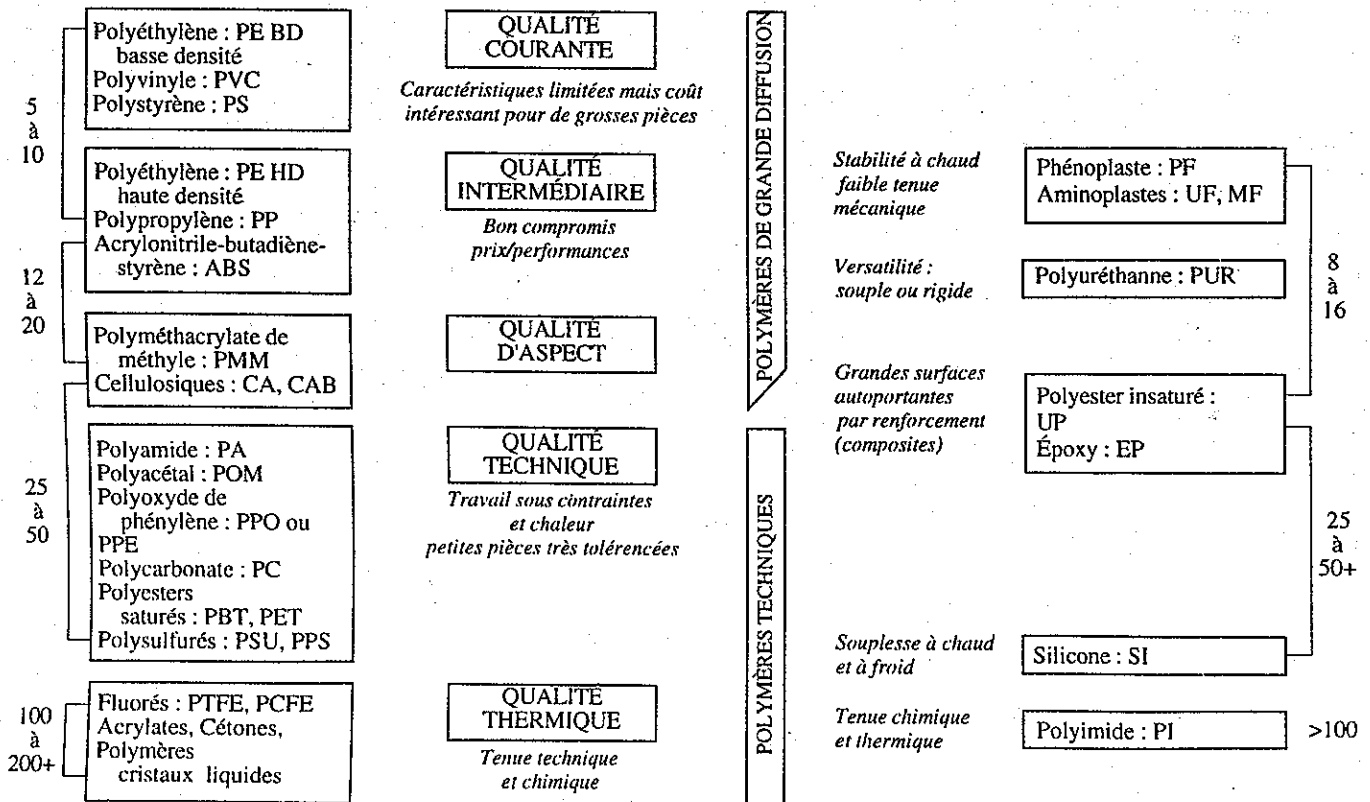 5
à
10
Polyéthylène : PE BD
basse densité
Polyvinyle : PVC
Polystyrène : PS
QUALITÉ
COURANTE
Caractéristiques limitées mais coût
intéressant pour de grosses pièces
Polyéthylène : PE HD
haute densité
Polypropylène : PP
Acrylonitrile-butadiène-
styrène : ABS
QUALITÉ
INTERMÉDIAIRE
Bon compromis
prix/performances
12
à
20
Polyméthacrylate de
méthyle : PMM
Cellulosiques : CA, CAB
QUALITÉ
D'ASPECT
25
à
50
Polyamide : PA
Polyacétal : POM
Polyoxyde de
phénylène : PPO ou
PPE
Polycarbonate : PC
Polyesters
saturés : PBT, PET
Polysulfurés : PSU, PPS
QUALITÉ
TECHNIQUE
Travail sous contraintes
et chaleur
petites pièces très tolérencées
100
à
200+
Fluorés : PTFE, PCFE
Acrylates, Cétones,
Polymères
cristaux liquides
QUALITÉ
THERMIQUE
Tenue technique
et chimique
POLYMÈRES DE GRANDE DIFFUSION
POLYMÈRES TECHNIQUES
Stabilité à chaud
faible tenue
mécanique
Phénoplaste : PF
Aminoplastes : UF, MF
Versatilité :
souple ou rigide
Polyuréthanne : PUR
8
à
16
Grandes surfaces
autoportantes
par renforcement
(composites)
Polyester insaturé :
UP
Époxy : EP
25
à
50+
Souplesse à chaud
et à froid
Silicone : SI
Tenue chimique
et thermique
Polyimide : PI
>100